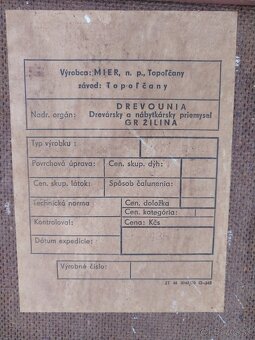 Výrobca: MIER, n. p., Topoľčany
závod: Topoľčany
DREVOUNIA
Nadr. orgán: Drevársky a nábytkársky priemysel
GR ŽILINA
Typ výrobku:
Povrchová úprava: Cen. skup. dýh:
Cen. skup. látok: Spôsob čalunenia:
Technická norma Cen. doložka
Cen. kategória:
Kontroloval: Cena: Kčs
Dátum expedície:
Výrobné číslo: